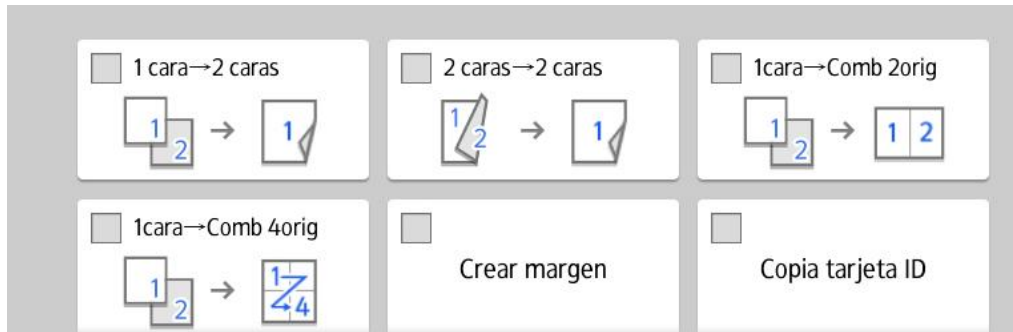 1 cara→2 caras
1 2 → 1
2 caras→2 caras
1 2 → 1
1cara→Comb 2orig
1 2 → 1 2
1cara→Comb 4orig
1 2 → 1 4
Crear margen
Copia tarjeta ID